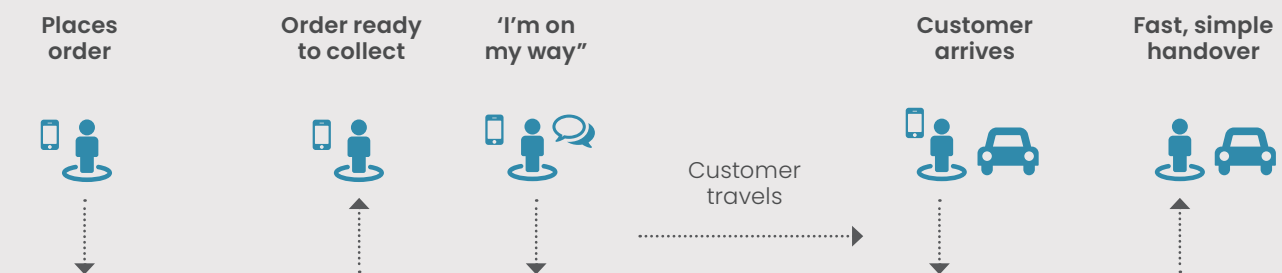 Places
order
Order ready
to collect
‘I’m on
my way”
Customer
travels
Customer
arrives
Fast, simple
handover